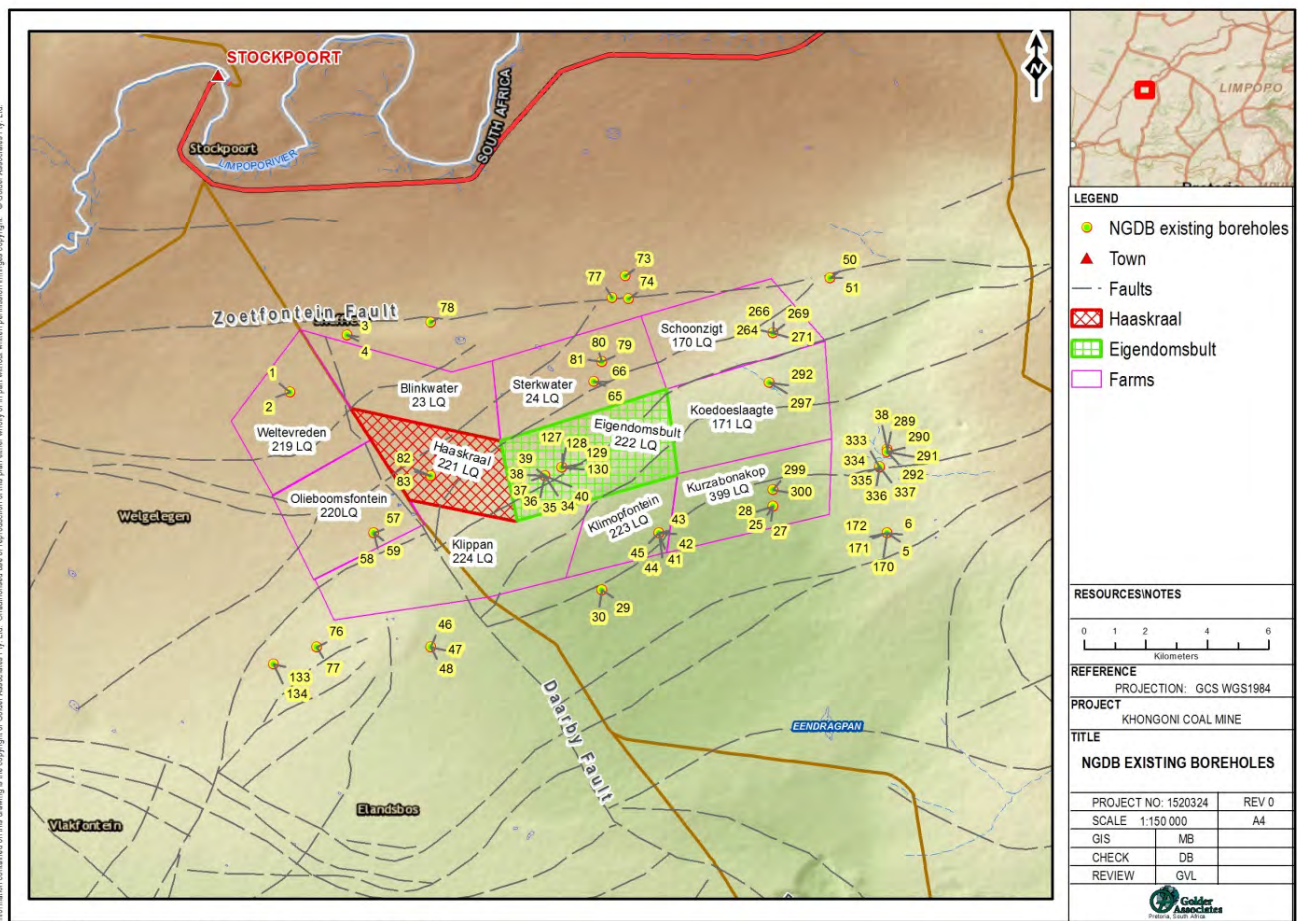 STOCKPOORT
N
SOUTH AFRICA
Stockpoort
LIMPOPORIVIER
73
77
74
50
51
78
Zoetfontein Fault
3
4
266
269
264
271
Schoonzigt
170 LQ
80
79
81
66
65
Sterkwater
24 LQ
Blinkwater
23 LQ
292
297
Koedoeslaagte
171 LQ
1
2
Weltevreden
219 LQ
Eigendomsbult
222 LQ
127
128
129
130
39
38
37
36
35
34
40
Haaskraal
221 LQ
82
83
38
289
333
290
334
291
335
292
336
337
Kurzabonakop
399 LQ
299
300
28
25
27
Olieboomsfontein
220LQ
Welgelegen
57
58
59
Klimopfontein
223 LQ
43
42
45
44
41
172
6
171
5
170
Klippan
224 LQ
29
30
76
77
46
47
48
133
134
Daarby Fault
EENDRAGPAN
Elandsbos
Vlakfontein
LIMPOPO
LEGEND
NGDB existing boreholes
Town
Faults
Haaskraal
Eigendomsbult
Farms
RESOURCES\NOTES
0 1 2 4 6
Kilometers
REFERENCE
PROJECTION: GCS WGS1984
PROJECT
KHONGONI COAL MINE
TITLE
NGDB EXISTING BOREHOLES
PROJECT NO: 1520324 REV 0
SCALE 1:150 000 A4
GIS MB
CHECK DB
REVIEW GVL
Golder
Associates
Pretoria, South Africa